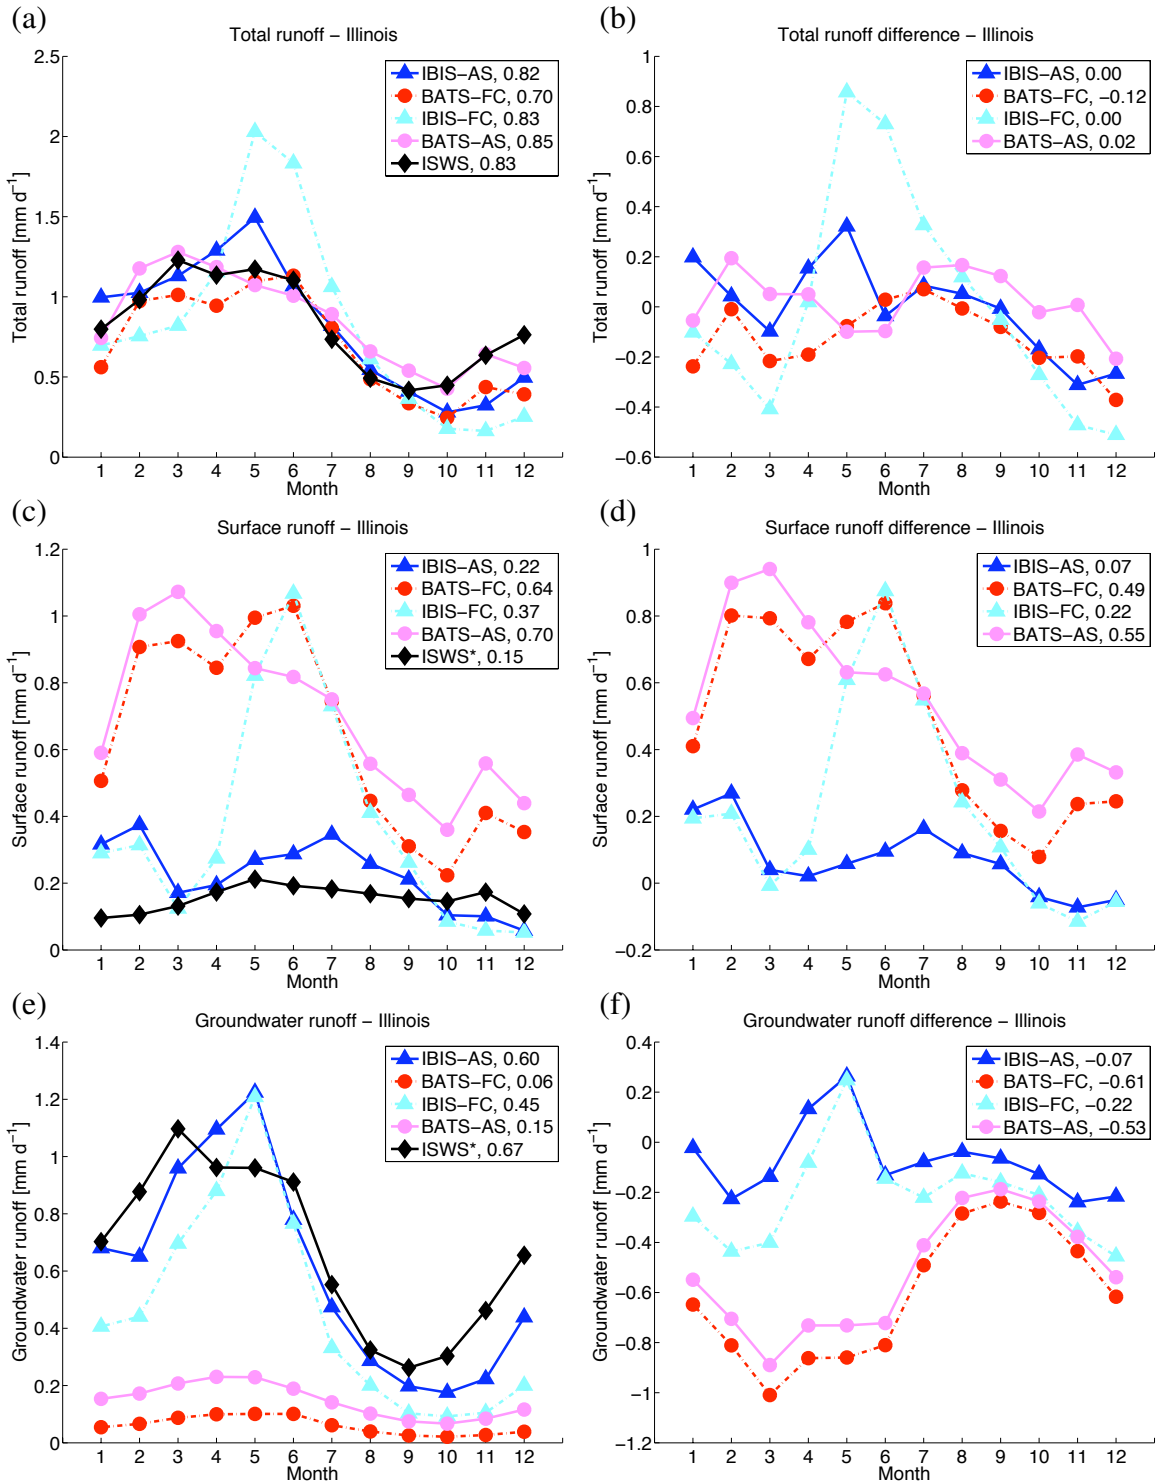 (a)
Total runoff − Illinois
2.5
2
1.5
1
0.5
0
Total runoff [mm d⁻¹]
IBIS−AS, 0.82
BATS−FC, 0.70
IBIS−FC, 0.83
BATS−AS, 0.85
ISWS, 0.83
1 2 3 4 5 6 7 8 9 10 11 12
Month
(b)
Total runoff difference − Illinois
1
0.8
0.6
0.4
0.2
0
−0.2
−0.4
−0.6
Total runoff [mm d⁻¹]
IBIS−AS, 0.00
BATS−FC, −0.12
IBIS−FC, 0.00
BATS−AS, 0.02
1 2 3 4 5 6 7 8 9 10 11 12
Month
(c)
Surface runoff − Illinois
1.2
1
0.8
0.6
0.4
0.2
0
Surface runoff [mm d⁻¹]
IBIS−AS, 0.22
BATS−FC, 0.64
IBIS−FC, 0.37
BATS−AS, 0.70
ISWS*, 0.15
1 2 3 4 5 6 7 8 9 10 11 12
Month
(d)
Surface runoff difference − Illinois
1
0.8
0.6
0.4
0.2
0
−0.2
Surface runoff [mm d⁻¹]
IBIS−AS, 0.07
BATS−FC, 0.49
IBIS−FC, 0.22
BATS−AS, 0.55
1 2 3 4 5 6 7 8 9 10 11 12
Month
(e)
Groundwater runoff − Illinois
1.4
1.2
1
0.8
0.6
0.4
0.2
0
Groundwater runoff [mm d⁻¹]
IBIS−AS, 0.60
BATS−FC, 0.06
IBIS−FC, 0.45
BATS−AS, 0.15
ISWS*, 0.67
1 2 3 4 5 6 7 8 9 10 11 12
Month
(f)
Groundwater runoff difference − Illinois
0.4
0.2
0
−0.2
−0.4
−0.6
−0.8
−1
−1.2
Groundwater runoff [mm d⁻¹]
IBIS−AS, −0.07
BATS−FC, −0.61
IBIS−FC, −0.22
BATS−AS, −0.53
1 2 3 4 5 6 7 8 9 10 11 12
Month